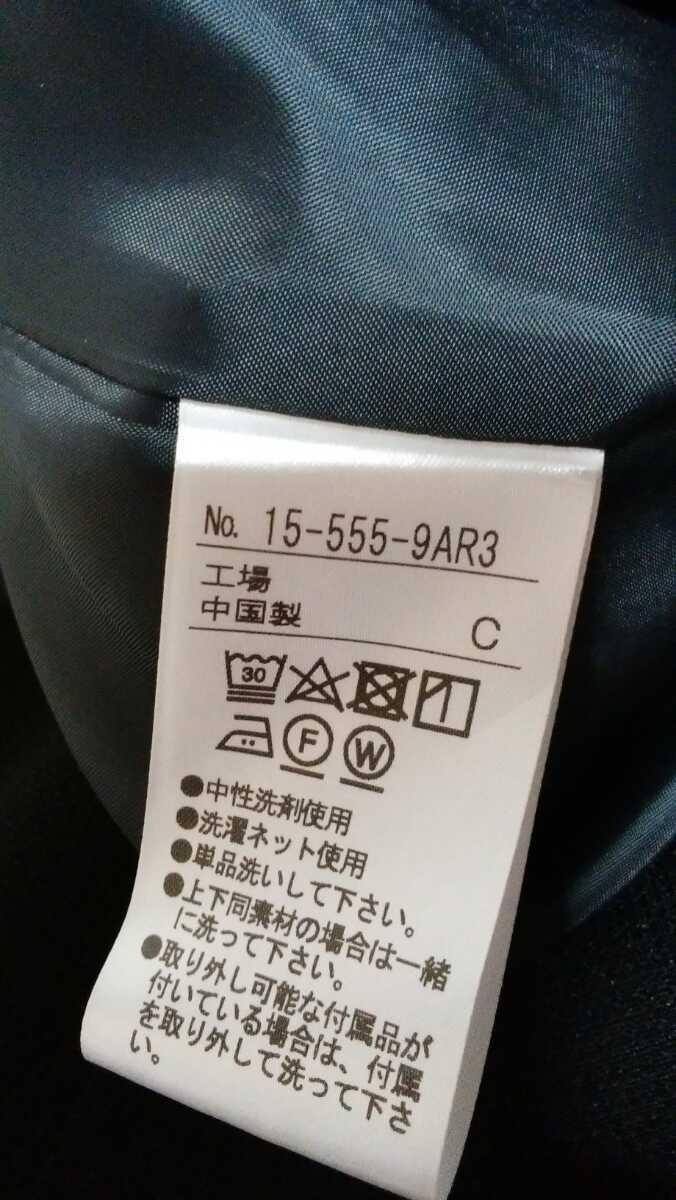 No. 15-555-9AR3
工場
中国製 C
30
F W
●中性洗剤使用
●洗濯ネット使用
●単品洗いして下さい。
●上下同素材の場合は一緒
に洗って下さい。
●取り外し可能な付属品が
付いている場合は、付属
を取り外して洗って下さ
い。